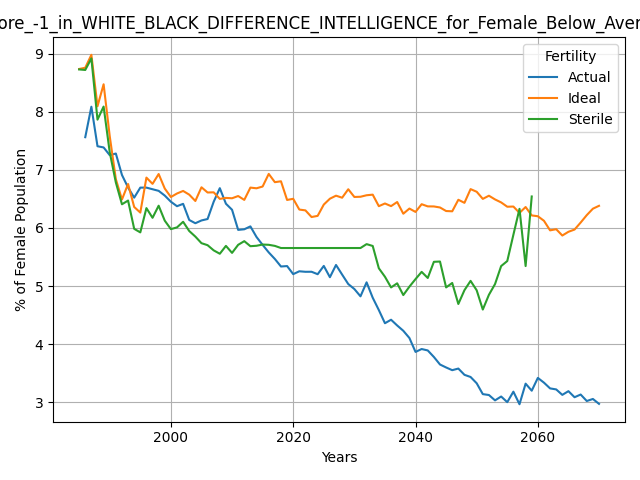 ore_-1_in_WHITE_BLACK_DIFFERENCE_INTELLIGENCE_for_Female_Below_Aver
Fertility
Actual
Ideal
Sterile
% of Female Population
9
8
7
6
5
4
3
2000
2020
2040
2060
Years